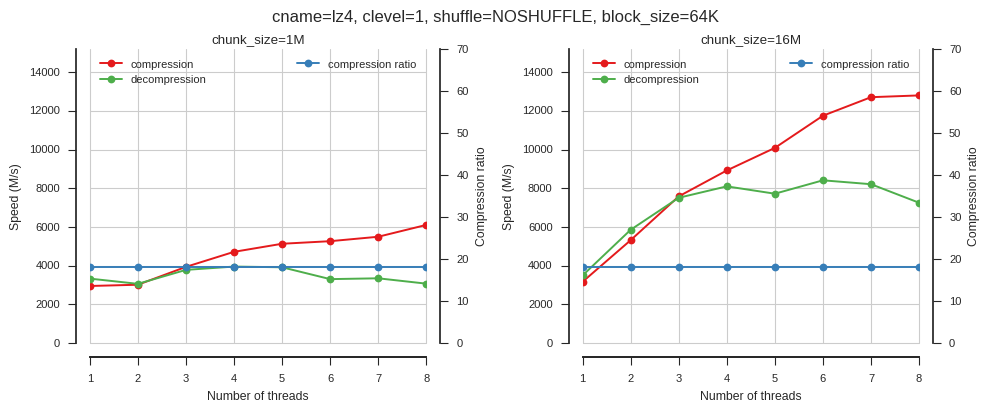 cname=lz4, clevel=1, shuffle=NOSHUFFLE, block_size=64K
chunk_size=1M
compression
decompression
compression ratio
14000
12000
10000
8000
6000
4000
2000
0
Speed (M/s)
70
60
50
40
30
20
10
0
Compression ratio
1 2 3 4 5 6 7 8
Number of threads
chunk_size=16M
compression
decompression
compression ratio
14000
12000
10000
8000
6000
4000
2000
0
Speed (M/s)
70
60
50
40
30
20
10
0
Compression ratio
1 2 3 4 5 6 7 8
Number of threads